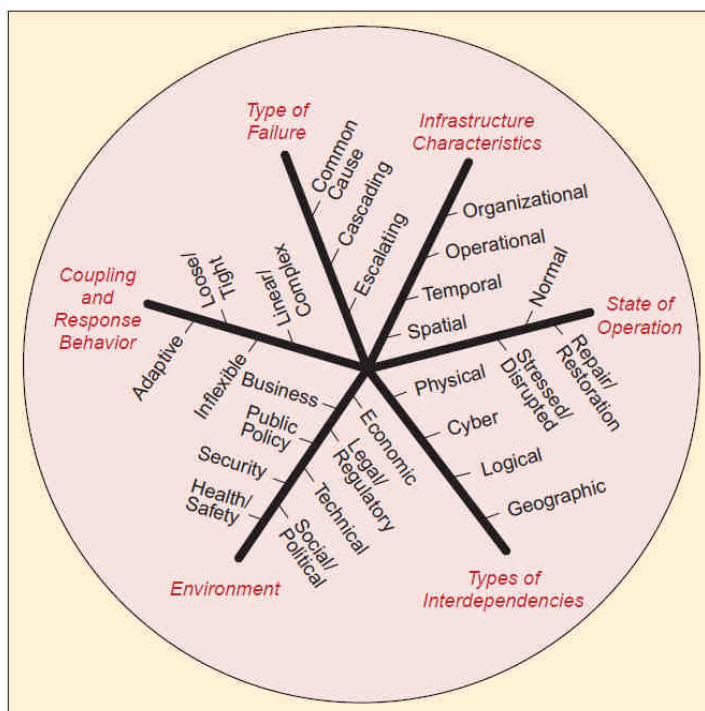 Type of
Failure
Common
Cause
Cascading
Escalating
Infrastructure
Characteristics
Organizational
Operational
Temporal
Spatial
State of
Operation
Normal
Stressed/
Disrupted
Repair/
Restoration
Types of
Interdependencies
Physical
Cyber
Logical
Geographic
Environment
Economic
Legal/
Regulatory
Technical
Social/
Political
Business
Public
Policy
Security
Health/
Safety
Coupling
and
Response
Behavior
Adaptive
Loose/
Tight
Inflexible
Linear/
Complex